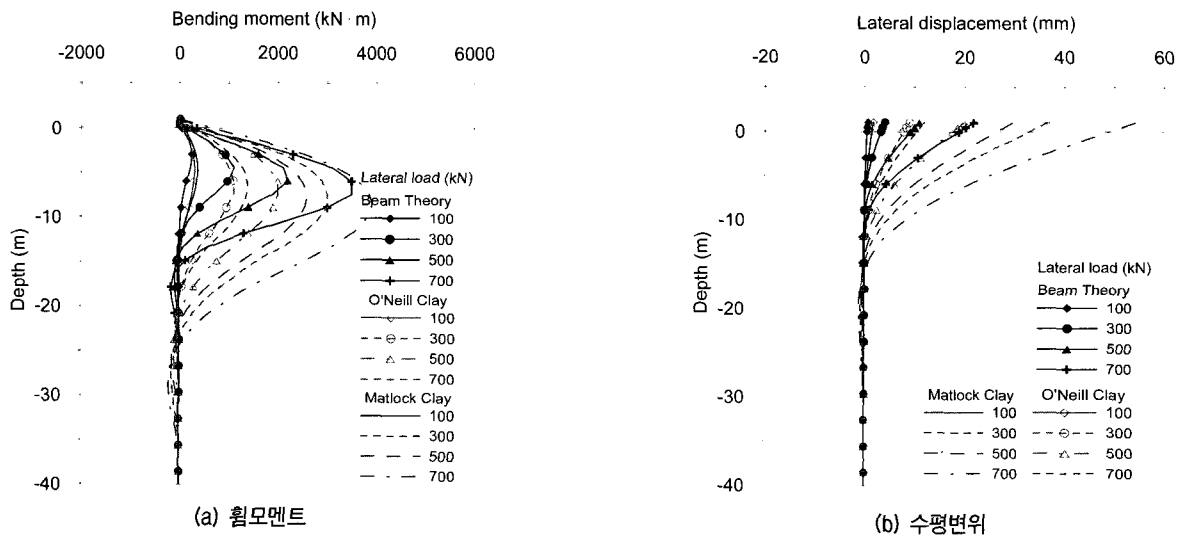 Bending moment (kN · m)
-2000 0 2000 4000 6000
0
-10
-20
-30
-40
Depth (m)
Lateral load (kN)
Beam Theory
100
300
500
700
O'Neill Clay
100
300
500
700
Matlock Clay
100
300
500
700
(a) 휨모멘트
Lateral displacement (mm)
-20 0 20 40 60
0
-10
-20
-30
-40
Depth (m)
Lateral load (kN)
Beam Theory
100
300
500
700
Matlock Clay O'Neill Clay
100 100
300 300
500 500
700 700
(b) 수평변위